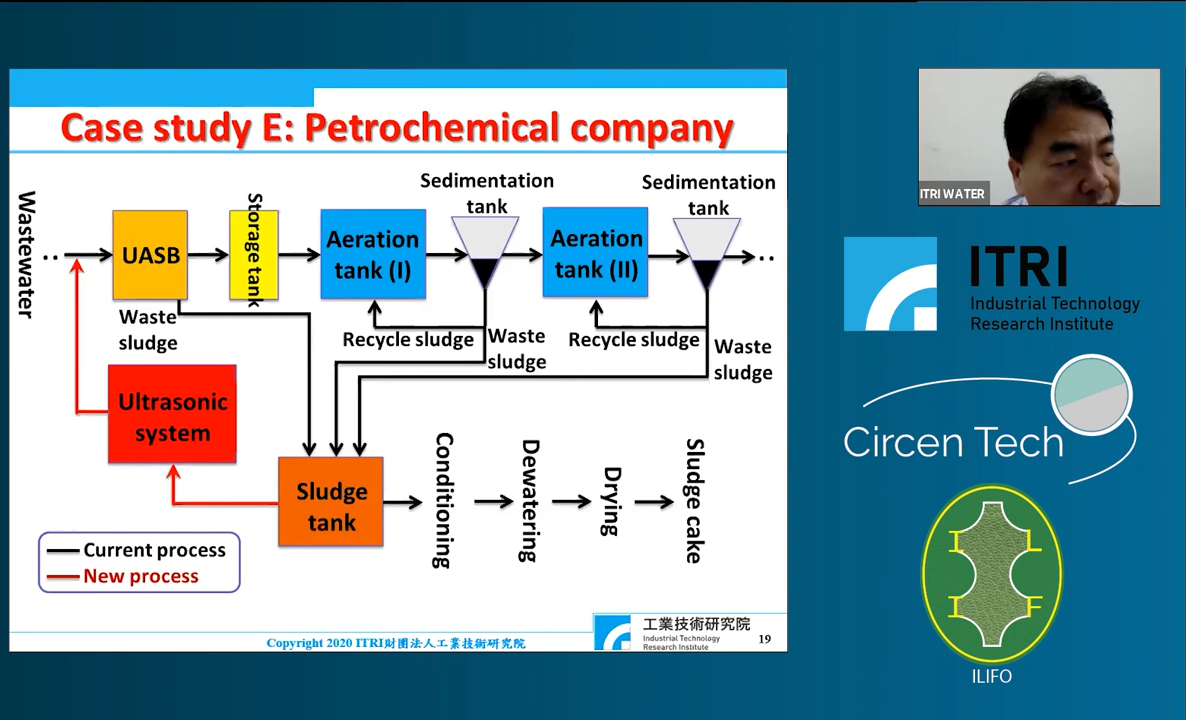 Case study E: Petrochemical company
Wastewater
UASB
Storage tank
Aeration
tank (I)
Sedimentation
tank
Aeration
tank (II)
Sedimentation
tank
Waste
sludge
Recycle sludge
Waste
sludge
Recycle sludge
Waste
sludge
Ultrasonic
system
Sludge
tank
Conditioning
Dewatering
Drying
Sludge cake
Current process
New process
Copyright 2020 ITRI財團法人工業技術研究院
工業技術研究院
Industrial Technology
Research Institute
19
ITRI WATER
ITRI
Industrial Technology
Research Institute
Circen Tech
I L
I F
ILIFO